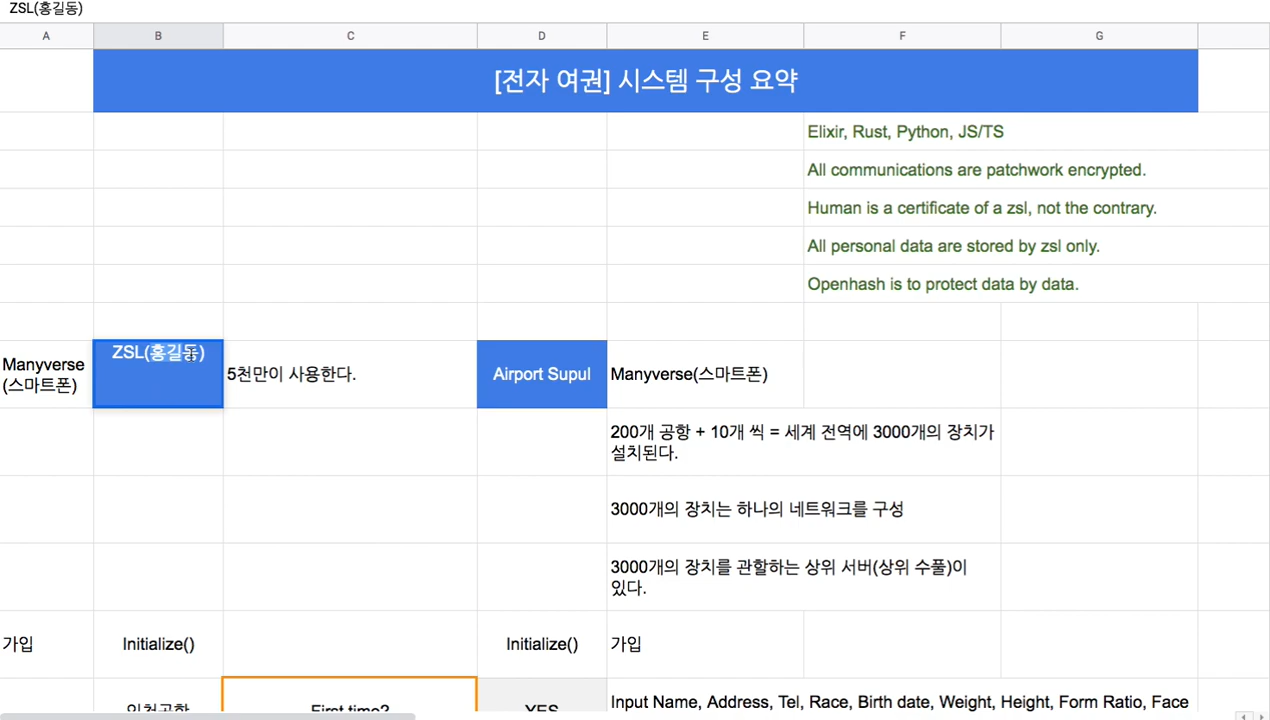 ZSL(홍길동)
A B C D E F G
[전자 여권] 시스템 구성 요약
Elixir, Rust, Python, JS/TS
All communications are patchwork encrypted.
Human is a certificate of a zsl, not the contrary.
All personal data are stored by zsl only.
Openhash is to protect data by data.
Manyverse
(스마트폰)
ZSL(홍길동)
5천만이 사용한다.
Airport Supul
Manyverse(스마트폰)
200개 공항 + 10개 씩 = 세계 전역에 3000개의 장치가
설치된다.
3000개의 장치는 하나의 네트워크를 구성
3000개의 장치를 관할하는 상위 서버(상위 수풀)이
있다.
가입
Initialize()
Initialize()
가입
인천공항
First time?
YES
Input Name, Address, Tel, Race, Birth date, Weight, Height, Form Ratio, Face